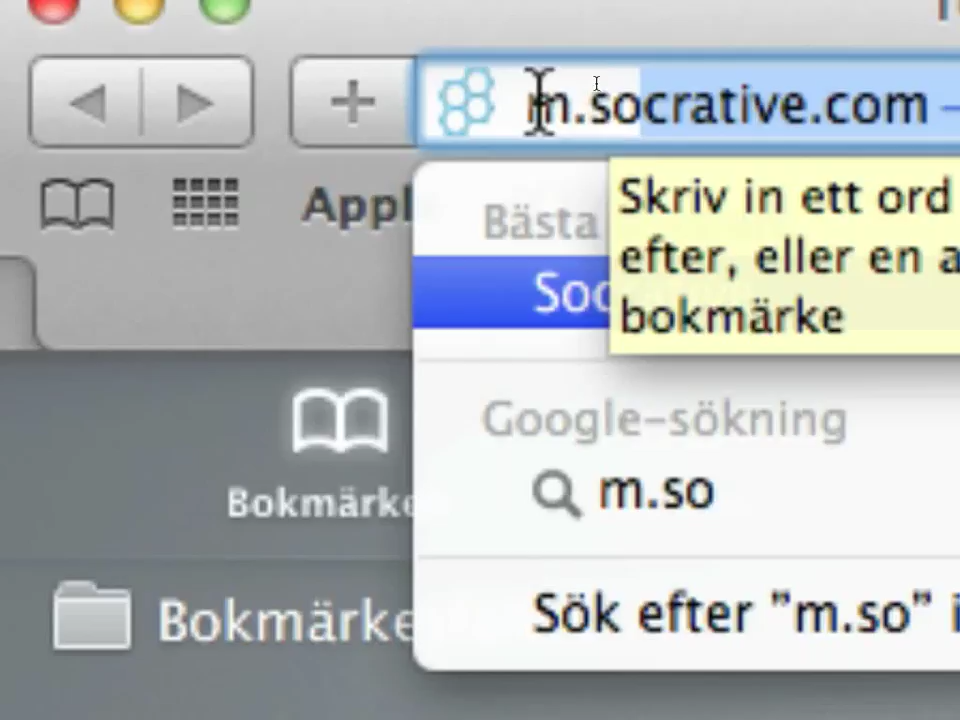 m.socrative.com –
Appl
Skriv in ett ord
efter, eller en a
bokmärke
Bästa
Soc
Google-sökning
m.so
Bokmärke
Sök efter "m.so" i
Bokmärke